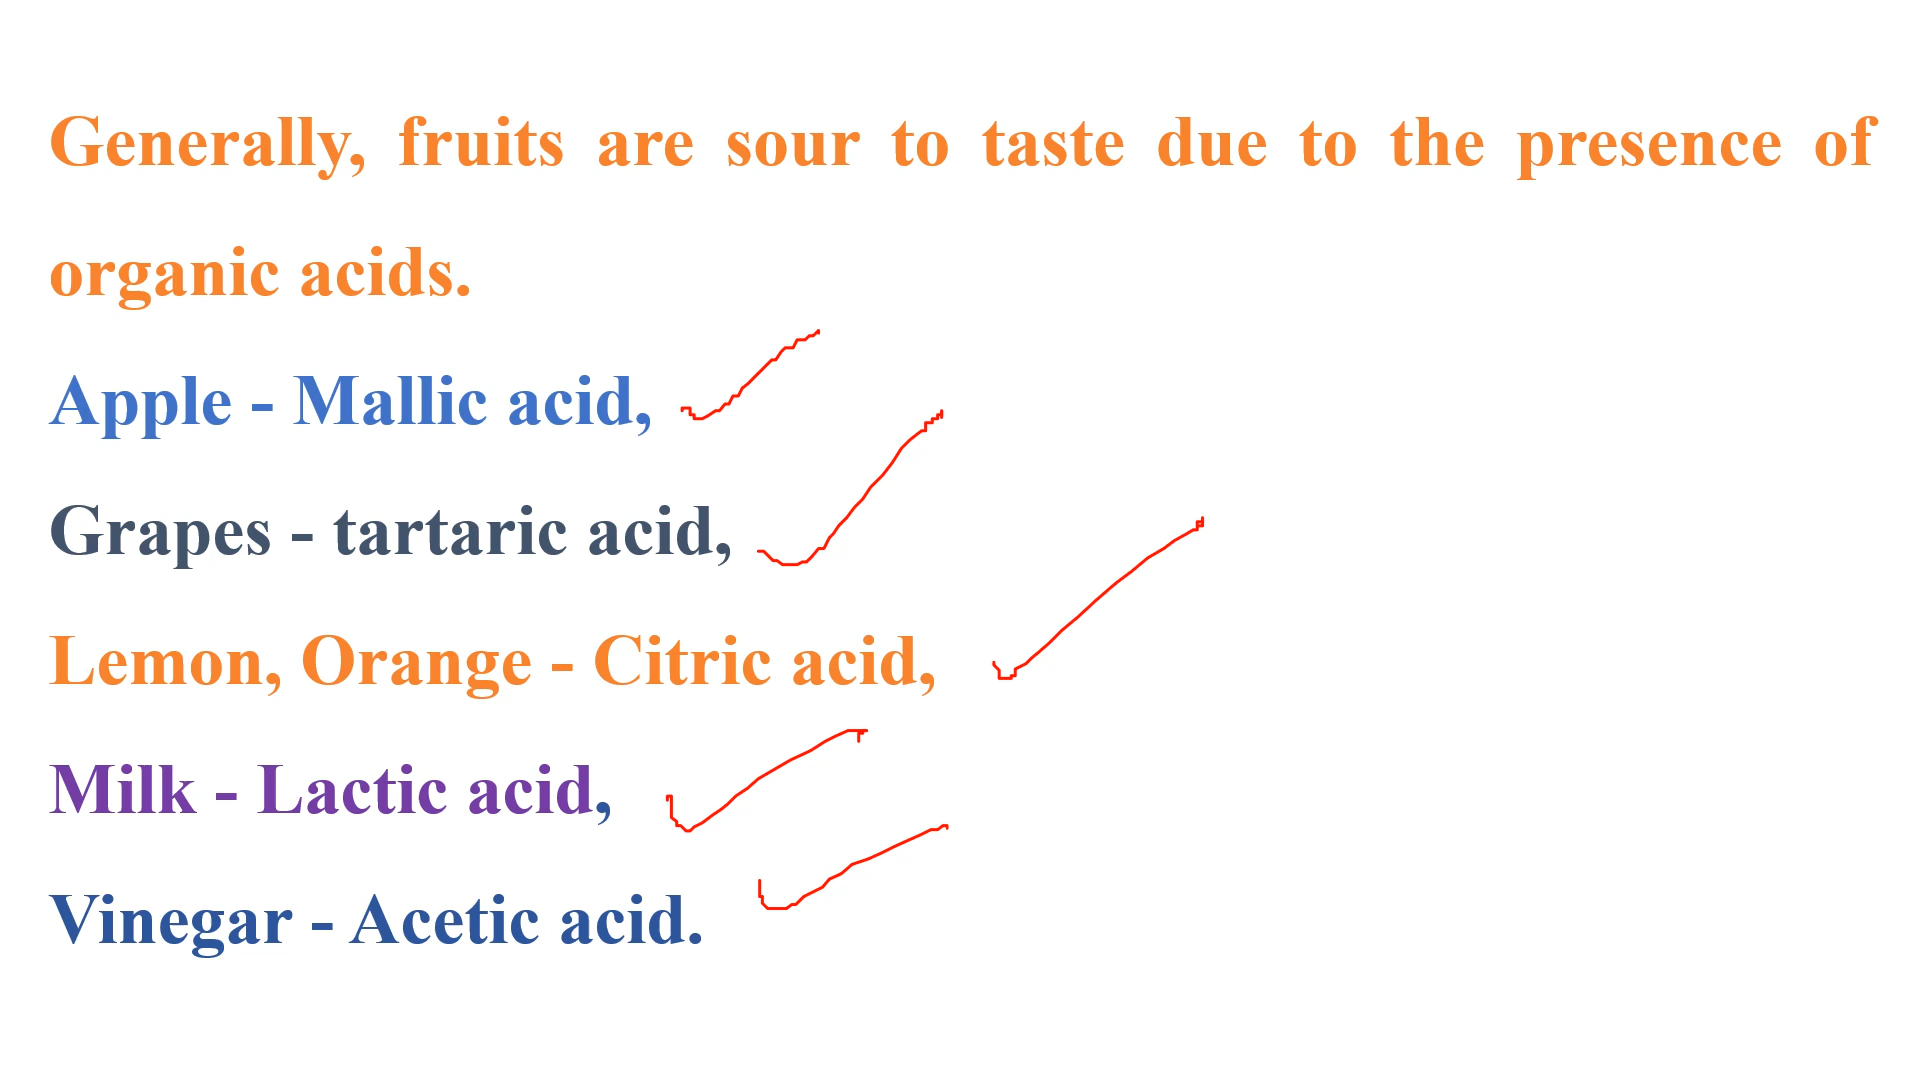 Generally, fruits are sour to taste due to the presence of
organic acids.
Apple - Mallic acid,
Grapes - tartaric acid,
Lemon, Orange - Citric acid,
Milk - Lactic acid,
Vinegar - Acetic acid.